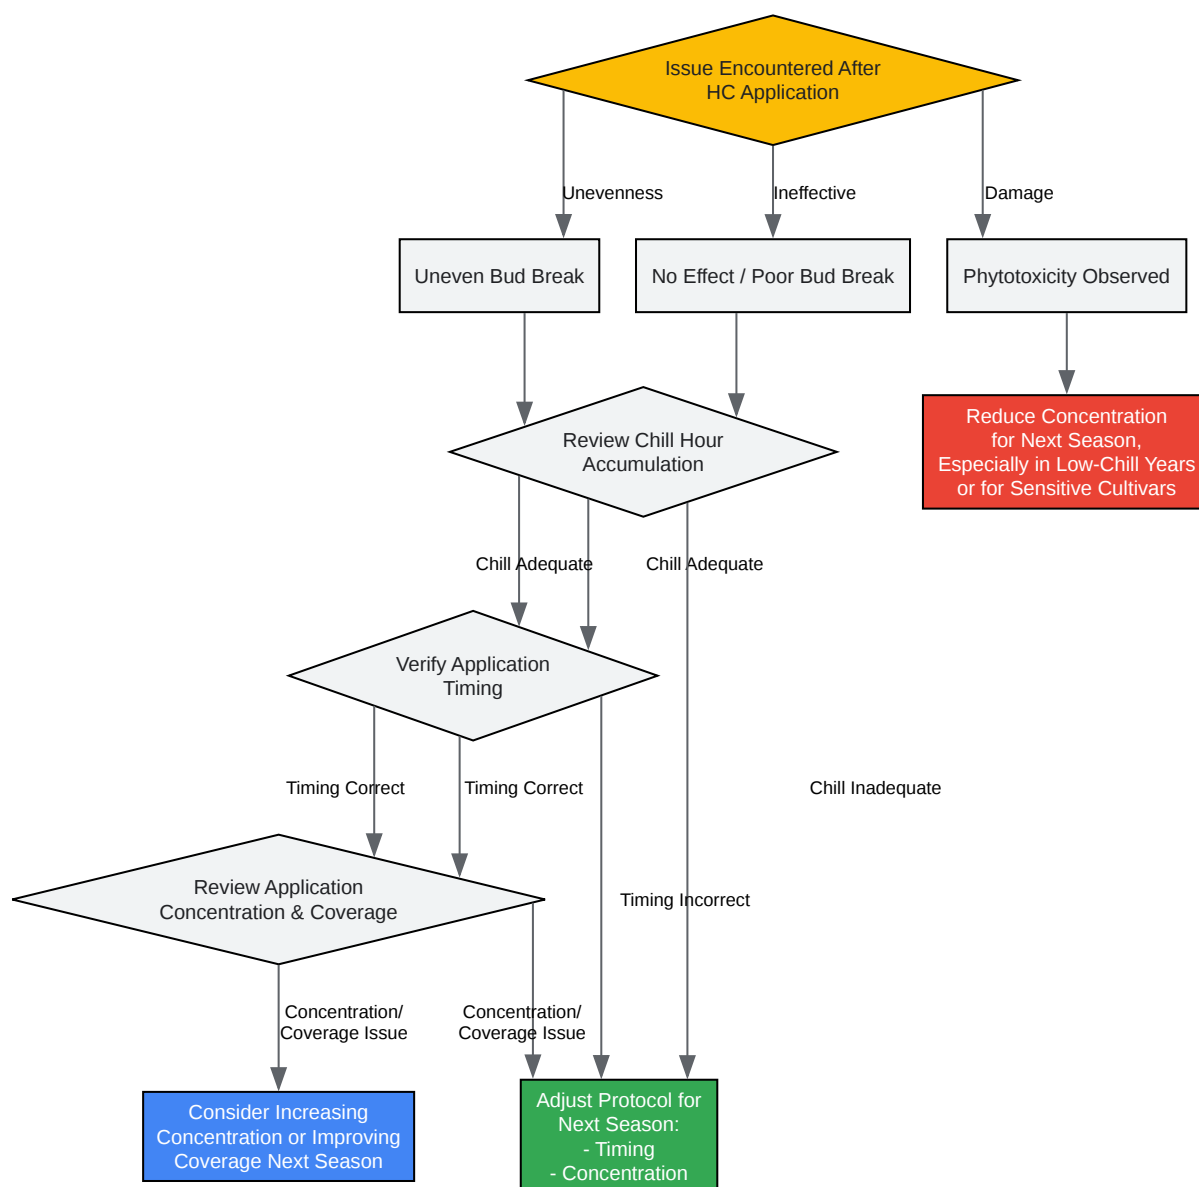 Issue Encountered After
HC Application
Unevenness
Ineffective
Damage
Uneven Bud Break
No Effect / Poor Bud Break
Phytotoxicity Observed
Review Chill Hour
Accumulation
Reduce Concentration
for Next Season,
Especially in Low-Chill Years
or for Sensitive Cultivars
Chill Adequate
Chill Adequate
Verify Application
Timing
Timing Correct
Timing Correct
Chill Inadequate
Review Application
Concentration & Coverage
Timing Incorrect
Concentration/
Coverage Issue
Concentration/
Coverage Issue
Consider Increasing
Concentration or Improving
Coverage Next Season
Adjust Protocol for
Next Season:
- Timing
- Concentration